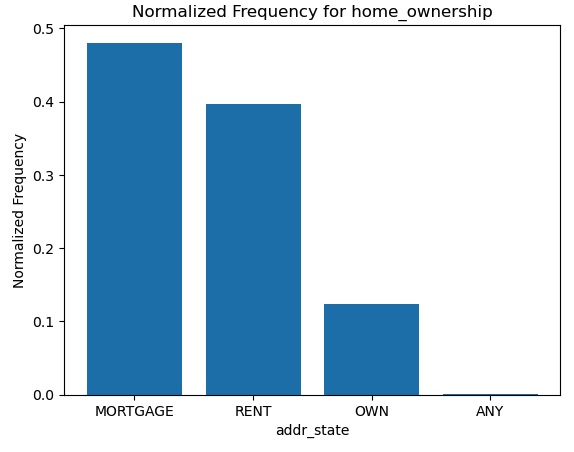 Normalized Frequency for home_ownership
Normalized Frequency
0.5
0.4
0.3
0.2
0.1
0.0
MORTGAGE RENT OWN ANY
addr_state